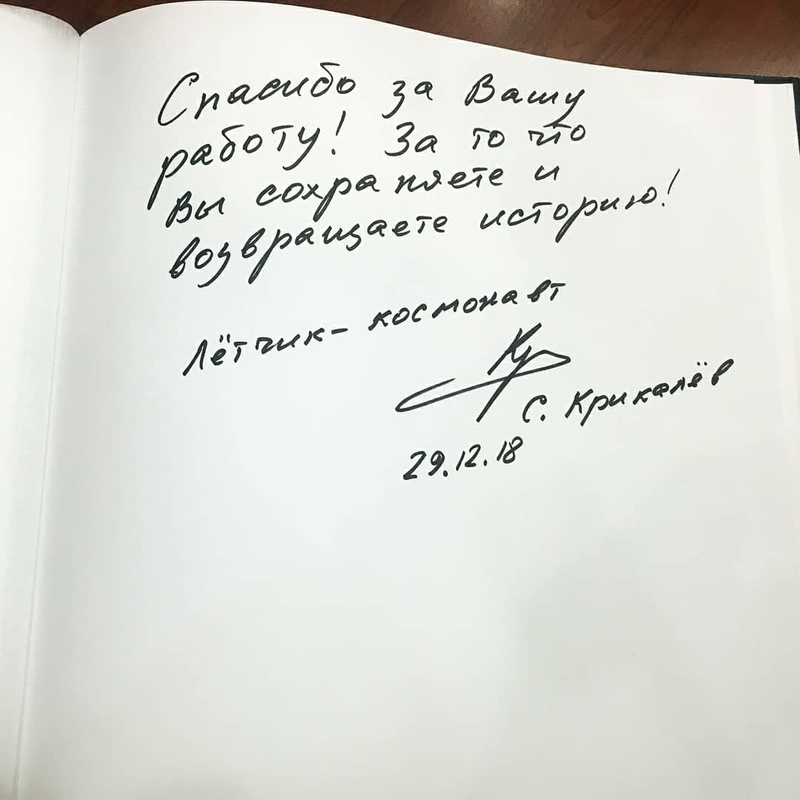 Спасибо за Вашу
работу! За то что
Вы сохраняете и
возвращаете историю!
Лётчик-космонавт
С. Крикалёв
29.12.18